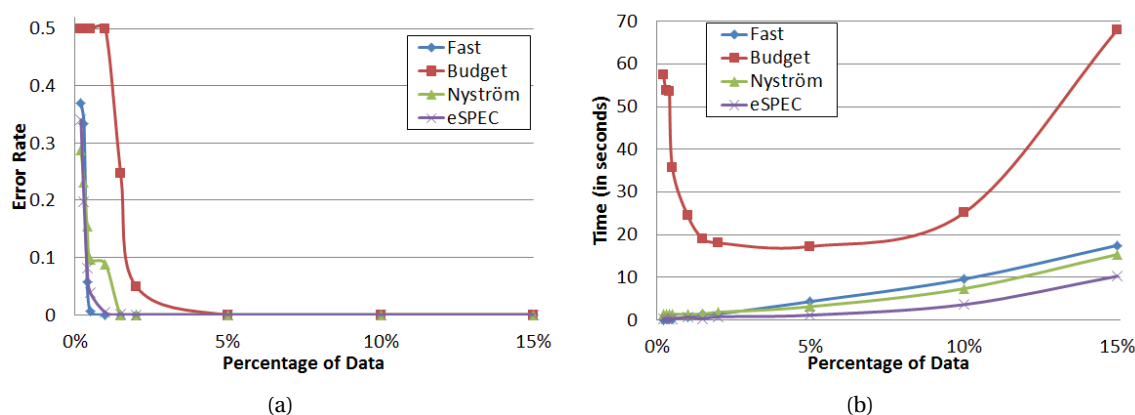 0.5
0.4
0.3
0.2
0.1
0
Error Rate
Fast
Budget
Nyström
eSPEC
0%
5%
10%
15%
Percentage of Data
(a)
70
60
50
40
30
20
10
0
Time (in seconds)
Fast
Budget
Nyström
eSPEC
0%
5%
10%
15%
Percentage of Data
(b)